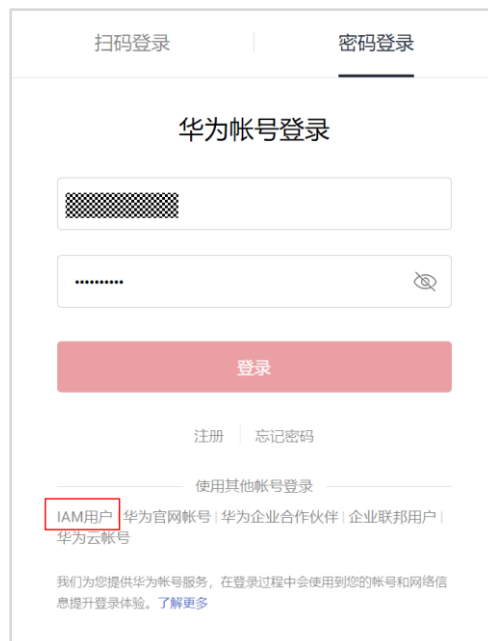 扫码登录 密码登录
华为帐号登录
••••••••••
登录
注册 忘记密码
使用其他帐号登录
IAM用户 | 华为官网帐号 | 华为企业合作伙伴 | 企业联邦用户 |
华为云帐号
我们为您提供华为帐号服务，在登录过程中会使用到您的帐号和网络信
息提升登录体验。了解更多